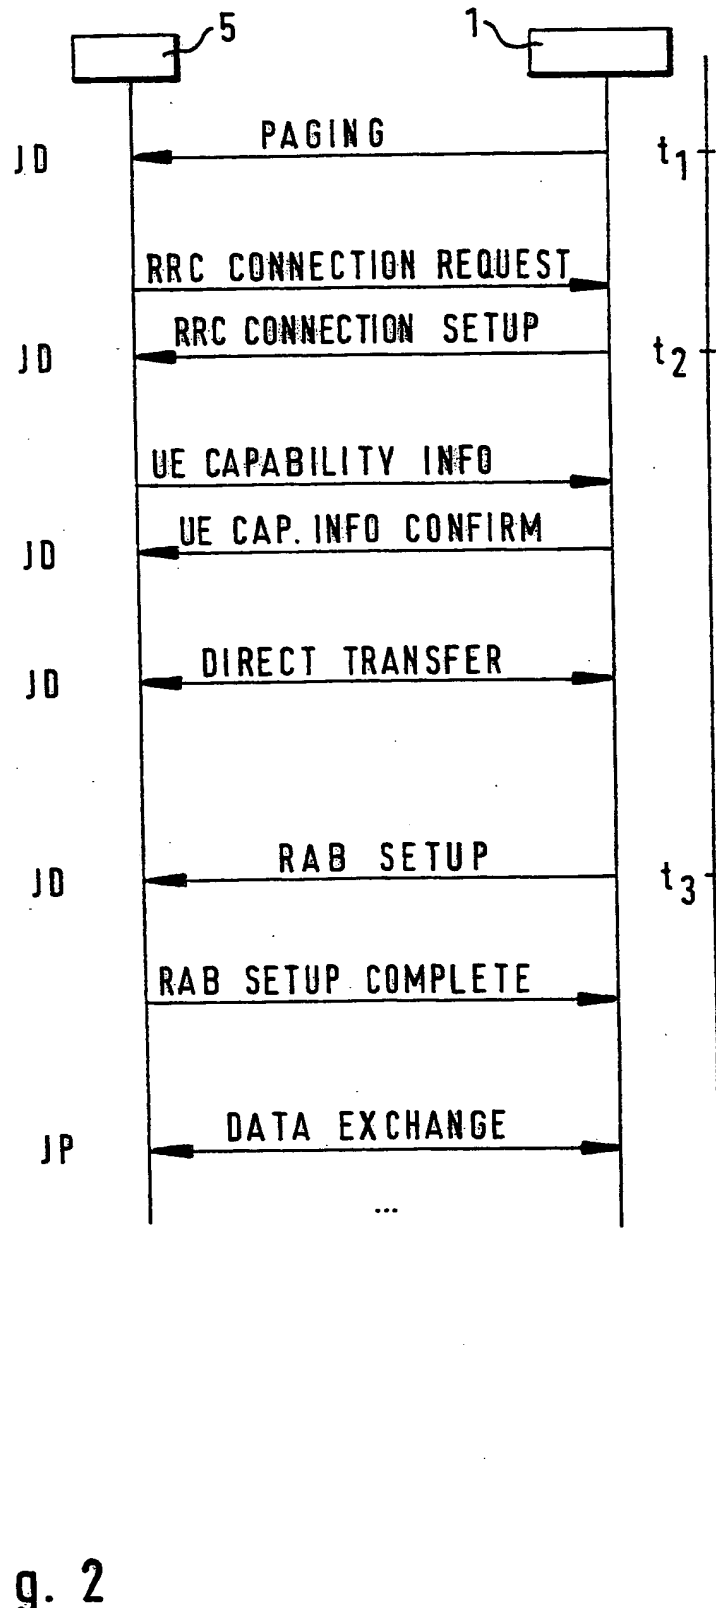 5 1
PAGING
JD t1
RRC CONNECTION REQUEST
RRC CONNECTION SETUP
JD t2
UE CAPABILITY INFO
UE CAP. INFO CONFIRM
JD
DIRECT TRANSFER
JD
RAB SETUP
JD t3
RAB SETUP COMPLETE
DATA EXCHANGE
JP
...
g. 2